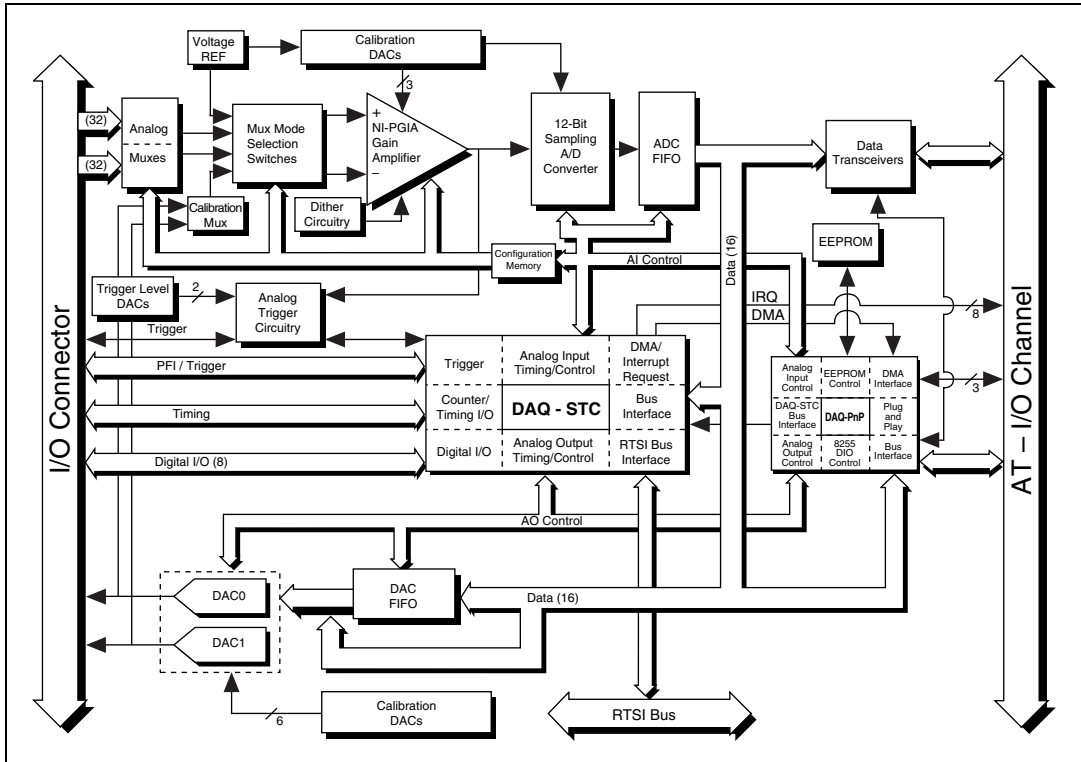 Voltage
REF
Calibration
DACs
3
(32)
(32)
Analog
Muxes
Mux Mode
Selection
Switches
+
NI-PGIA
Gain
Amplifier
–
12-Bit
Sampling
A/D
Converter
ADC
FIFO
Data
Transceivers
Calibration
Mux
Dither
Circuitry
Configuration
Memory
AI Control
Data (16)
EEPROM
Trigger Level
DACs
2
Analog
Trigger
Circuitry
Trigger
IRQ
DMA
8
PFI / Trigger
Timing
Digital I/O (8)
Trigger
Analog Input
Timing/Control
DMA/
Interrupt
Request
Counter/
Timing I/O
DAQ - STC
Bus
Interface
Digital I/O
Analog Output
Timing/Control
RTSI Bus
Interface
Analog
Input
Control
EEPROM
Control
DMA
Interface
DAQ-STC
Bus
Interface
DAQ-PnP
Plug
and
Play
Analog
Output
Control
8255
DIO
Control
Bus
Interface
3
I/O Connector
AT – I/O Channel
AO Control
DAC0
DAC1
DAC
FIFO
Data (16)
6
Calibration
DACs
RTSI Bus